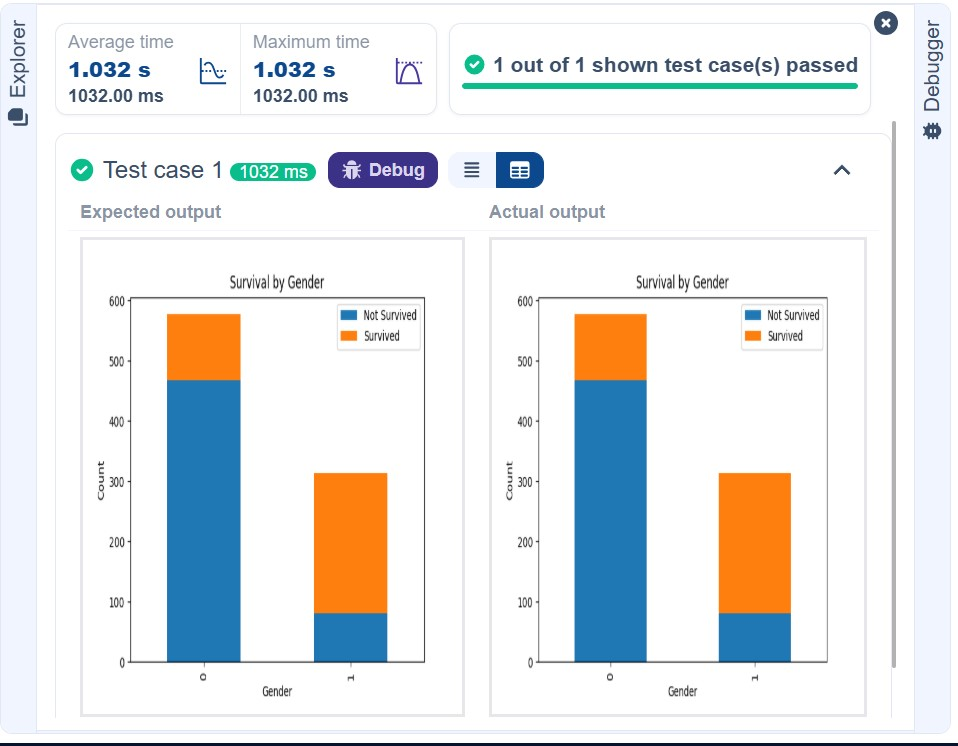 Explorer
Average time
1.032 s
1032.00 ms
Maximum time
1.032 s
1032.00 ms
1 out of 1 shown test case(s) passed
Debugger
Test case 1
1032 ms
Debug
Expected output
Survival by Gender
Not Survived
Survived
600
500
400
300
200
100
0
Count
0
1
Gender
Actual output
Survival by Gender
Not Survived
Survived
600
500
400
300
200
100
0
Count
0
1
Gender